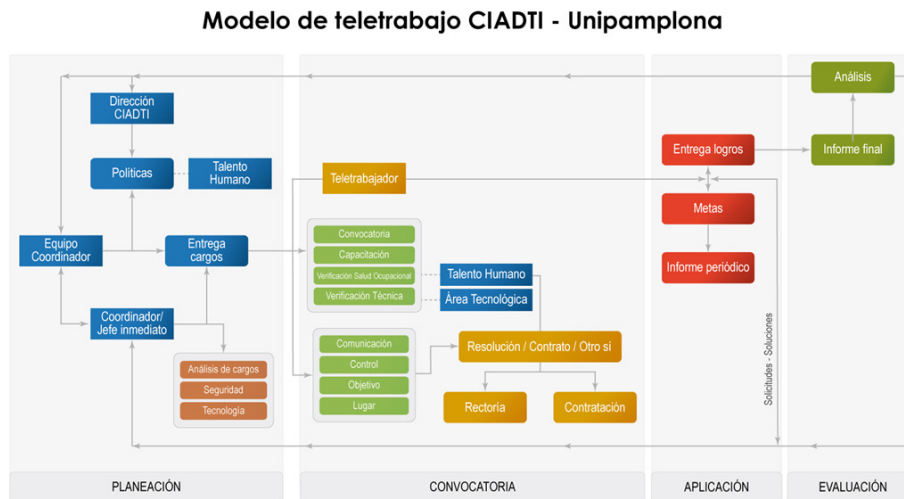 Modelo de teletrabajo CIADTI - Unipamplona
Dirección
CIADTI
Políticas
Talento
Humano
Equipo
Coordinador
Entrega
cargos
Coordinador/
Jefe inmediato
Análisis de cargos
Seguridad
Tecnología
PLANEACIÓN
Teletrabajador
Convocatoria
Capacitación
Verificación Salud Ocupacional
Verificación Técnica
Talento Humano
Área Tecnológica
Comunicación
Control
Objetivo
Lugar
Resolución / Contrato / Otro sí
Rectoría
Contratación
CONVOCATORIA
Entrega logros
Metas
Informe periódico
Solicitudes - Soluciones
APLICACIÓN
Análisis
Informe final
EVALUACIÓN